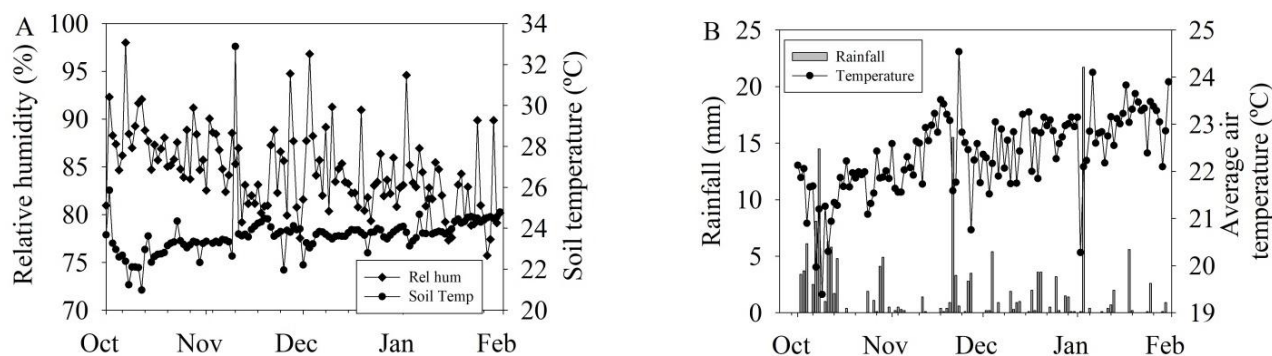 A
Relative humidity (%)
100
95
90
85
80
75
70
34
32
30
28
26
24
22
20
Soil temperature (ºC)
Rel hum
Soil Temp
Oct Nov Dec Jan Feb
B
Rainfall (mm)
25
20
15
10
5
0
25
24
23
22
21
20
19
Average air
temperature (ºC)
Rainfall
Temperature
Oct Nov Dec Jan Feb